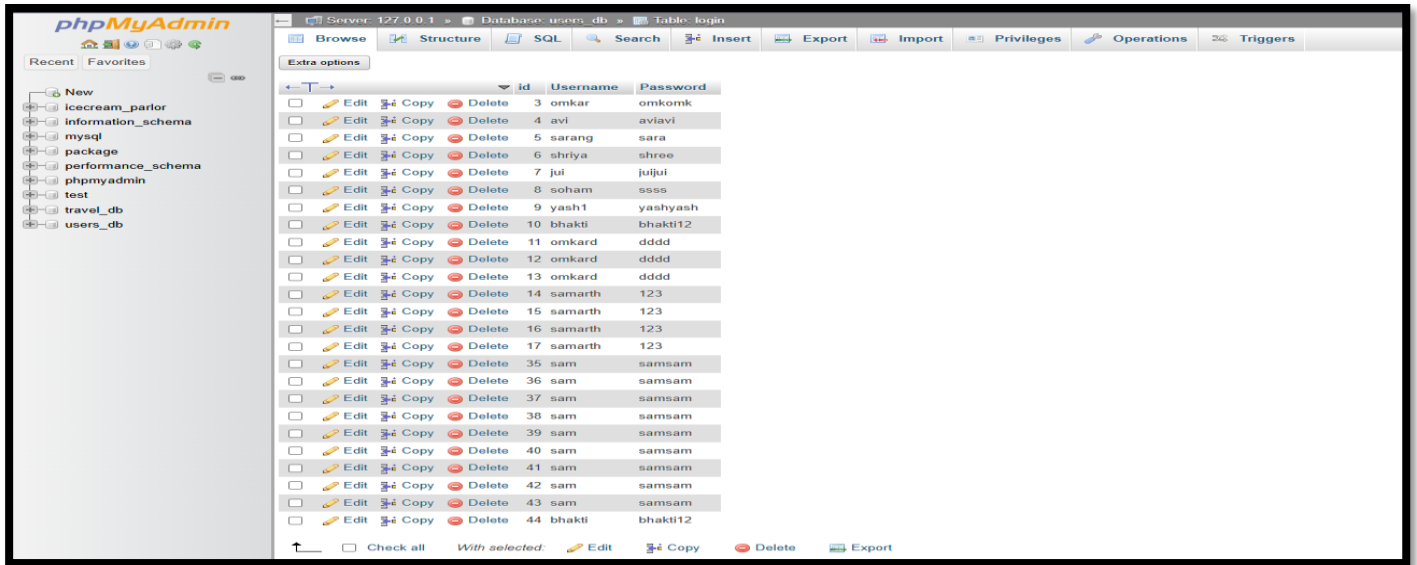 phpMyAdmin
Recent Favorites
New
icecream_parlor
information_schema
mysql
package
performance_schema
phpmyadmin
test
travel_db
users_db
Server: 127.0.0.1 » Database: users_db » Table: login
Browse Structure SQL Search Insert Export Import Privileges Operations Triggers
Extra options
id Username Password
Edit Copy Delete 3 omkar omkomk
Edit Copy Delete 4 avi aviavi
Edit Copy Delete 5 sarang sara
Edit Copy Delete 6 shriya shree
Edit Copy Delete 7 jui juijui
Edit Copy Delete 8 soham ssss
Edit Copy Delete 9 yash1 yashyash
Edit Copy Delete 10 bhakti bhakti12
Edit Copy Delete 11 omkard dddd
Edit Copy Delete 12 omkard dddd
Edit Copy Delete 13 omkard dddd
Edit Copy Delete 14 samarth 123
Edit Copy Delete 15 samarth 123
Edit Copy Delete 16 samarth 123
Edit Copy Delete 17 samarth 123
Edit Copy Delete 35 sam samsam
Edit Copy Delete 36 sam samsam
Edit Copy Delete 37 sam samsam
Edit Copy Delete 38 sam samsam
Edit Copy Delete 39 sam samsam
Edit Copy Delete 40 sam samsam
Edit Copy Delete 41 sam samsam
Edit Copy Delete 42 sam samsam
Edit Copy Delete 43 sam samsam
Edit Copy Delete 44 bhakti bhakti12
Check all With selected: Edit Copy Delete Export